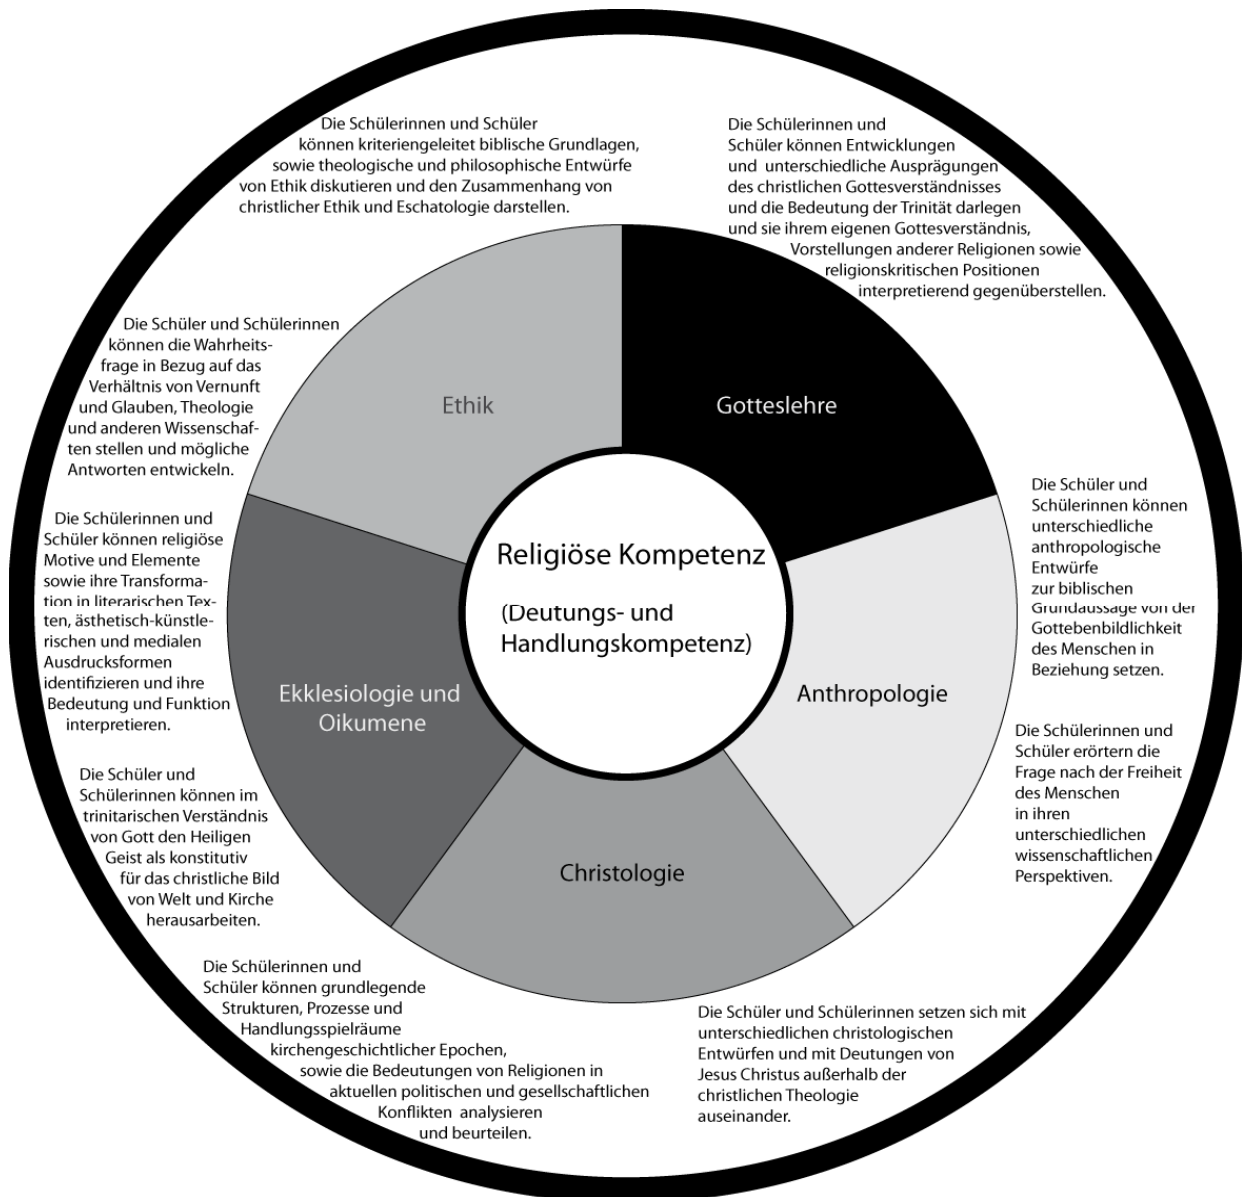 Die Schülerinnen und Schüler
können kriteriengeleitet biblische Grundlagen,
sowie theologische und philosophische Entwürfe
von Ethik diskutieren und den Zusammenhang von
christlicher Ethik und Eschatologie darstellen.
Die Schülerinnen und
Schüler können Entwicklungen
und unterschiedliche Ausprägungen
des christlichen Gottesverständnisses
und die Bedeutung der Trinität darlegen
und sie ihrem eigenen Gottesverständnis,
Vorstellungen anderer Religionen sowie
religionskritischen Positionen
interpretierend gegenüberstellen.
Die Schüler und Schülerinnen
können die Wahrheits-
frage in Bezug auf das
Verhältnis von Vernunft
und Glauben, Theologie
und anderen Wissenschaf-
ten stellen und mögliche
Antworten entwickeln.
Ethik
Gotteslehre
Die Schüler und
Schülerinnen können
unterschiedliche
anthropologische
Entwürfe
zur biblischen
Grundaussage von der
Gottebenbildlichkeit
des Menschen in
Beziehung setzen.
Die Schülerinnen und
Schüler können religiöse
Motive und Elemente
sowie ihre Transforma-
tion in literarischen Tex-
ten, ästhetisch-künstle-
rischen und medialen
Ausdrucksformen
identifizieren und ihre
Bedeutung und Funktion
interpretieren.
Religiöse Kompetenz
(Deutungs- und
Handlungskompetenz)
Ekklesiologie und
Oikumene
Anthropologie
Die Schülerinnen und
Schüler erörtern die
Frage nach der Freiheit
des Menschen
in ihren
unterschiedlichen
wissenschaftlichen
Perspektiven.
Die Schüler und
Schülerinnen können im
trinitarischen Verständnis
von Gott den Heiligen
Geist als konstitutiv
für das christliche Bild
von Welt und Kirche
herausarbeiten.
Christologie
Die Schülerinnen und
Schüler können grundlegende
Strukturen, Prozesse und
Handlungsspielräume
kirchengeschichtlicher Epochen,
sowie die Bedeutungen von Religionen in
aktuellen politischen und gesellschaftlichen
Konflikten analysieren
und beurteilen.
Die Schüler und Schülerinnen setzen sich mit
unterschiedlichen christologischen
Entwürfen und mit Deutungen von
Jesus Christus außerhalb der
christlichen Theologie
auseinander.